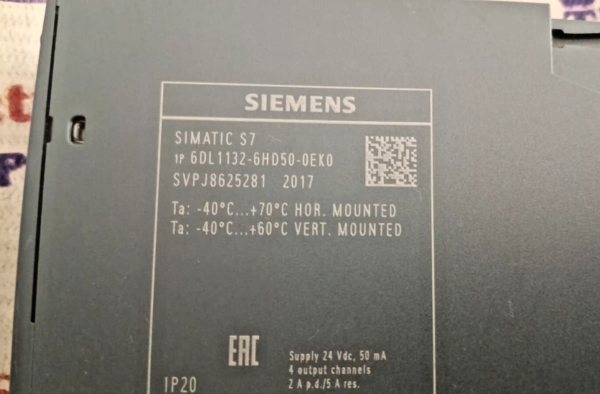 SIEMENS
SIMATIC S7
1P 6DL1132-6HD50-0EK0
SVPJ8625281 2017
Ta: -40°C...+70°C HOR. MOUNTED
Ta: -40°C...+60°C VERT. MOUNTED
EAC
Supply 24 Vdc, 50 mA
4 output channels
2 A p.d./5 A res.
IP20